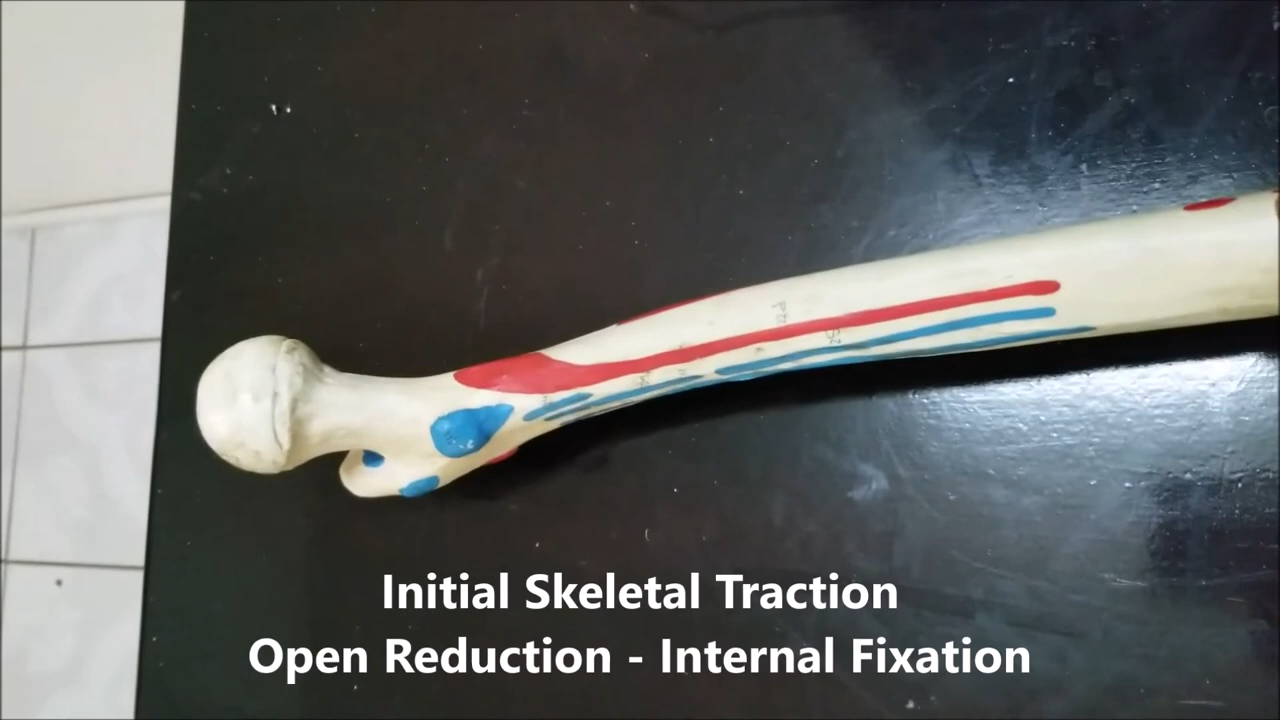 Initial Skeletal Traction
Open Reduction - Internal Fixation